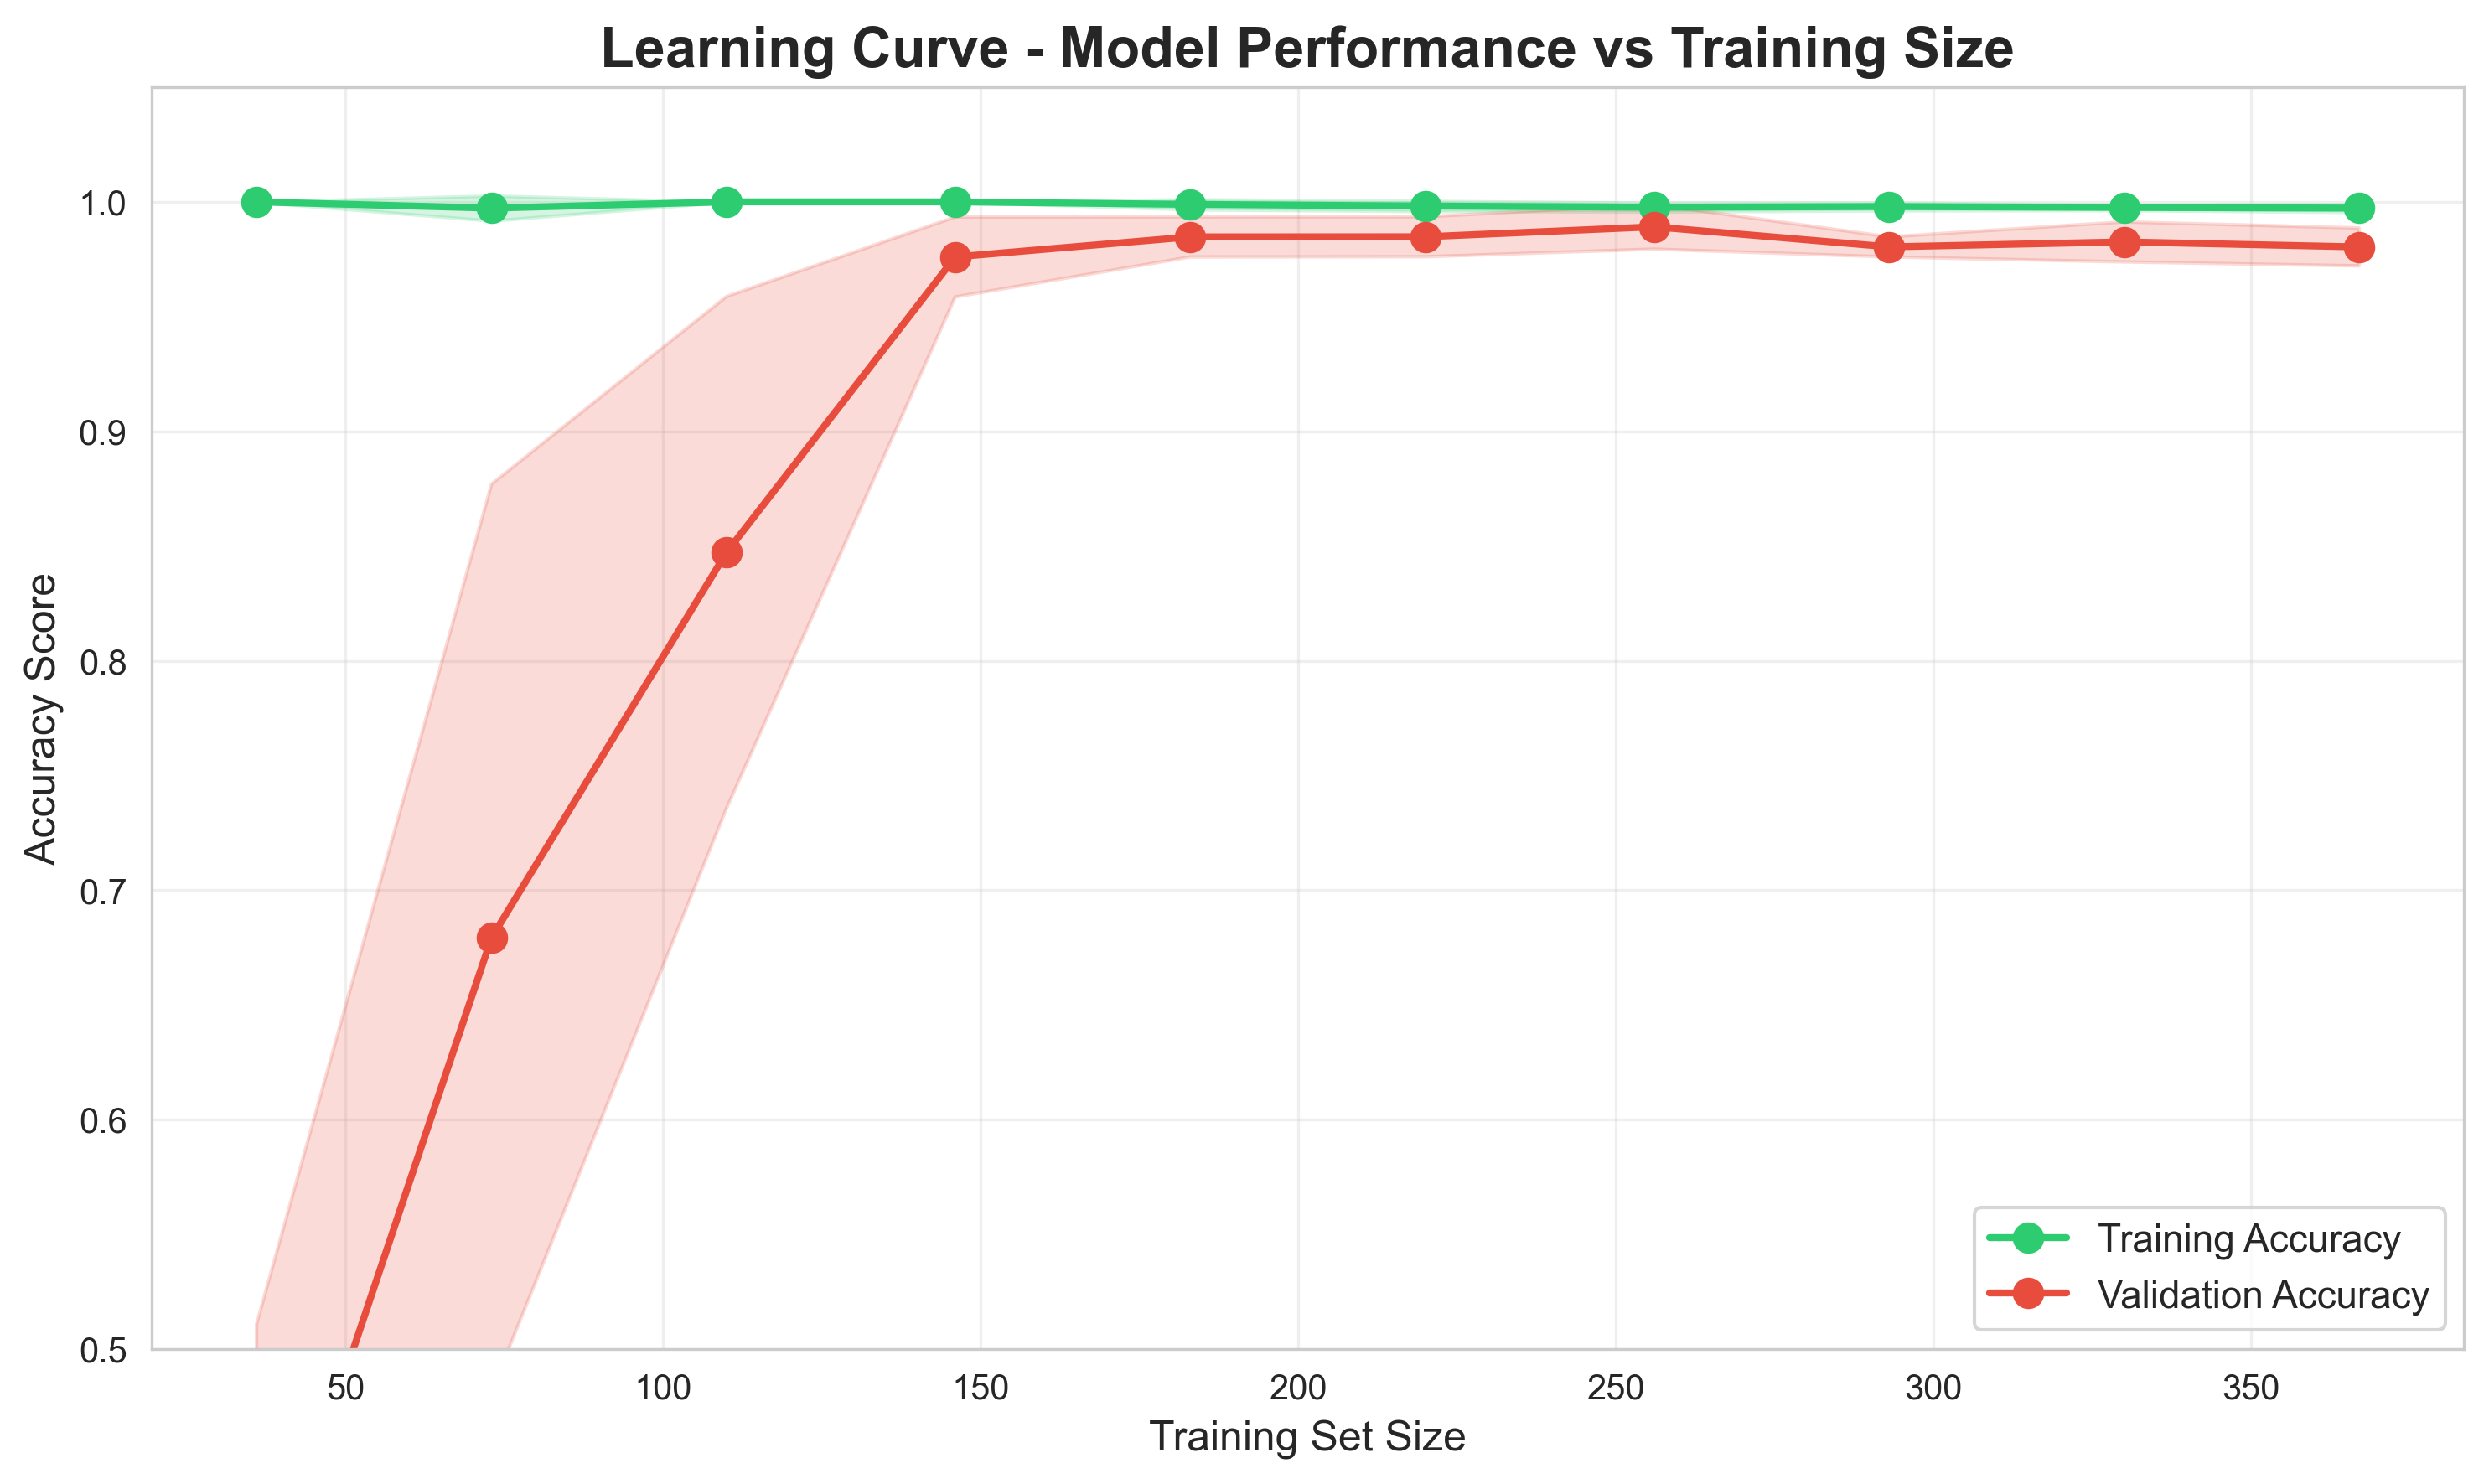 Learning Curve - Model Performance vs Training Size
Accuracy Score
1.0
0.9
0.8
0.7
0.6
0.5
50 100 150 200 250 300 350
Training Set Size
Training Accuracy
Validation Accuracy